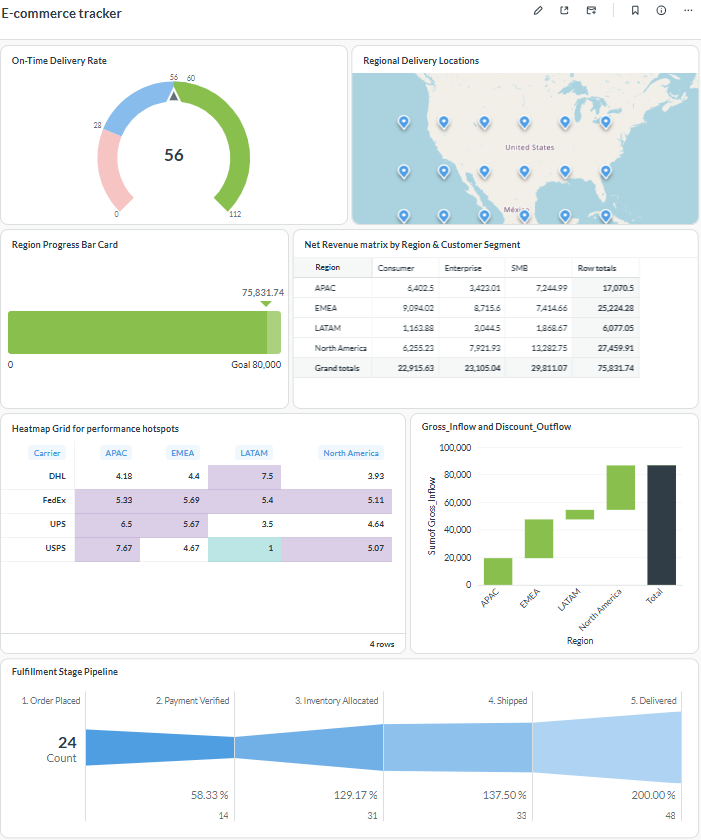 E-commerce tracker
On-Time Delivery Rate
56 60
28
56
0 112
Regional Delivery Locations
United States
México
Region Progress Bar Card
75,831.74
0 Goal 80,000
Net Revenue matrix by Region & Customer Segment
Region Consumer Enterprise SMB Row totals
APAC 6,402.5 3,423.01 7,244.99 17,070.5
EMEA 9,094.02 8,715.6 7,414.66 25,224.28
LATAM 1,163.88 3,044.5 1,868.67 6,077.05
North America 6,255.23 7,921.93 13,282.75 27,459.91
Grand totals 22,915.63 23,105.04 29,811.07 75,831.74
Heatmap Grid for performance hotspots
Carrier APAC EMEA LATAM North America
DHL 4.18 4.4 7.5 3.93
FedEx 5.33 5.69 5.4 5.11
UPS 6.5 5.67 3.5 4.64
USPS 7.67 4.67 1 5.07
4 rows
Gross_Inflow and Discount_Outflow
100,000
80,000
60,000
40,000
20,000
0
Sum of Gross_Inflow
APAC EMEA LATAM North America Total
Region
Fulfillment Stage Pipeline
1. Order Placed 2. Payment Verified 3. Inventory Allocated 4. Shipped 5. Delivered
24
Count
58.33 % 129.17 % 137.50 % 200.00 %
14 31 33 48